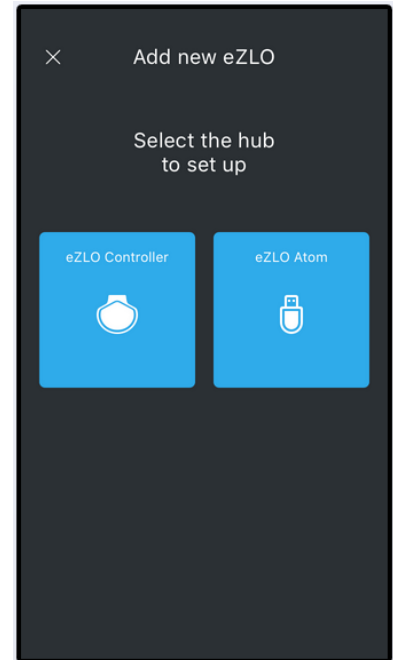 Add new eZLO
Select the hub
to set up
eZLO Controller
eZLO Atom